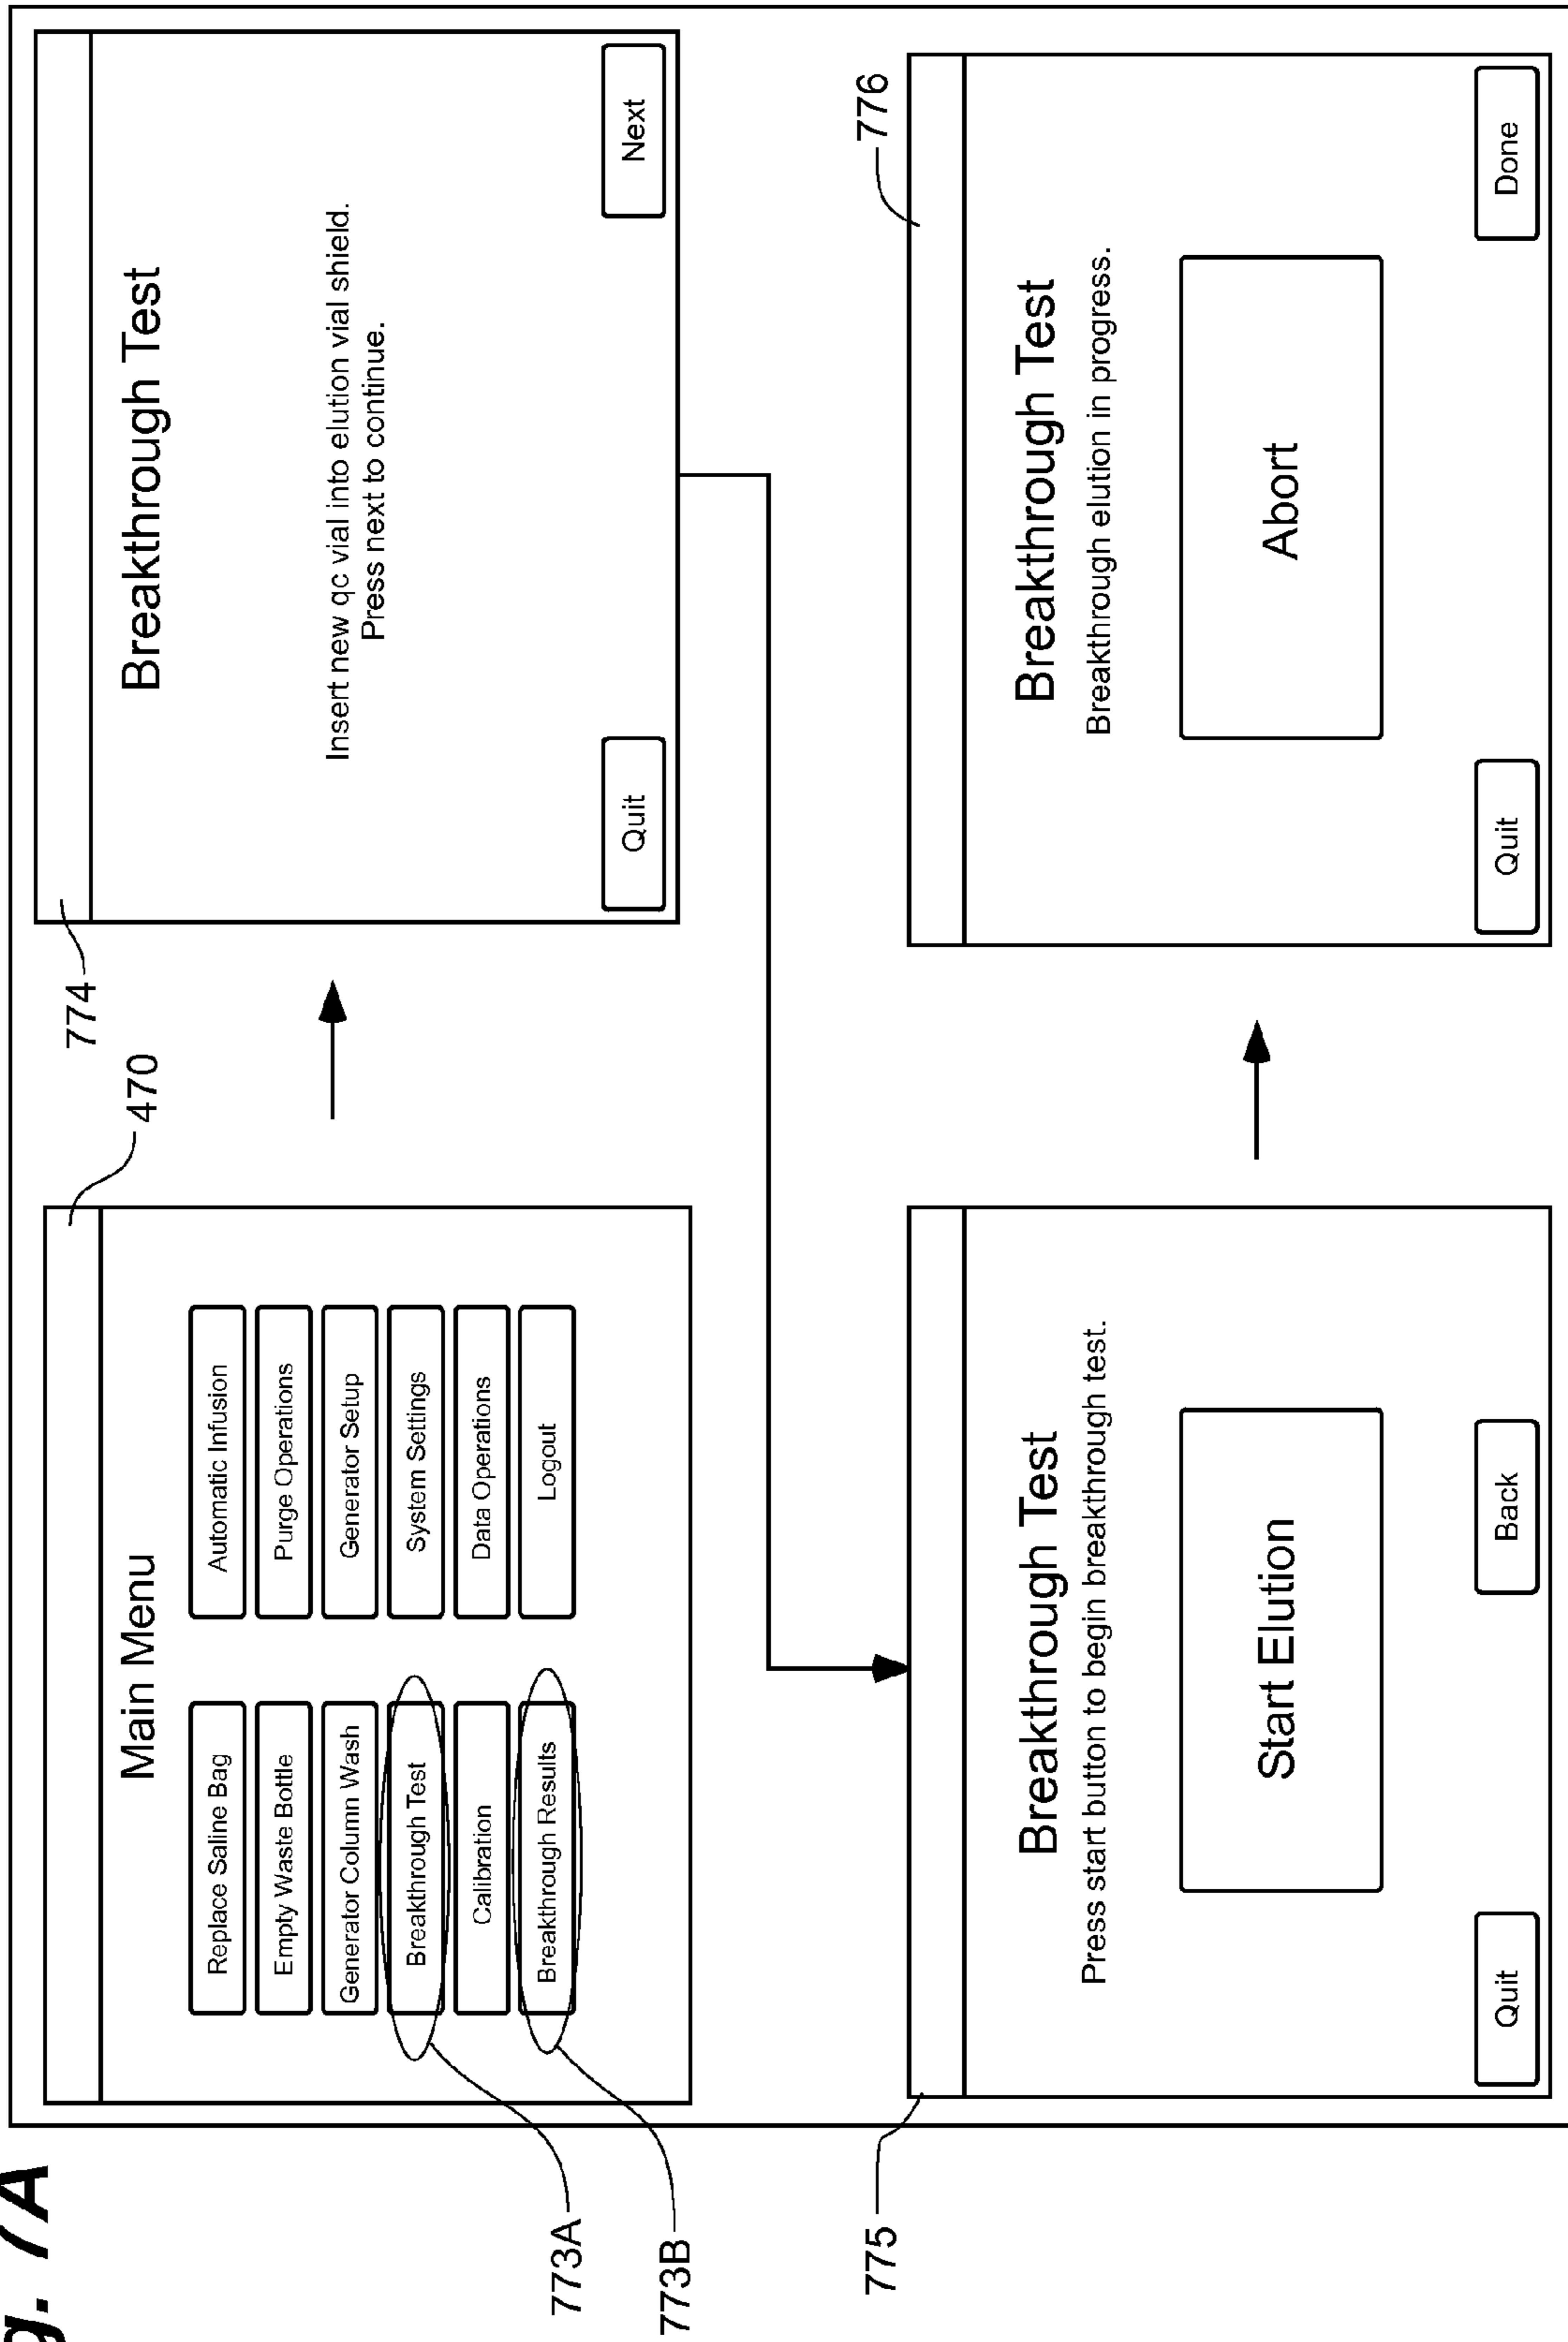 g. 7A
470
Main Menu
Replace Saline Bag
Automatic Infusion
Empty Waste Bottle
Purge Operations
Generator Column Wash
Generator Setup
Breakthrough Test
System Settings
Calibration
Data Operations
Breakthrough Results
Logout
773A
773B
774
Breakthrough Test
Insert new qc vial into elution vial shield.
Press next to continue.
Quit
Next
775
Breakthrough Test
Press start button to begin breakthrough test.
Start Elution
Quit
Back
776
Breakthrough Test
Breakthrough elution in progress.
Abort
Quit
Done